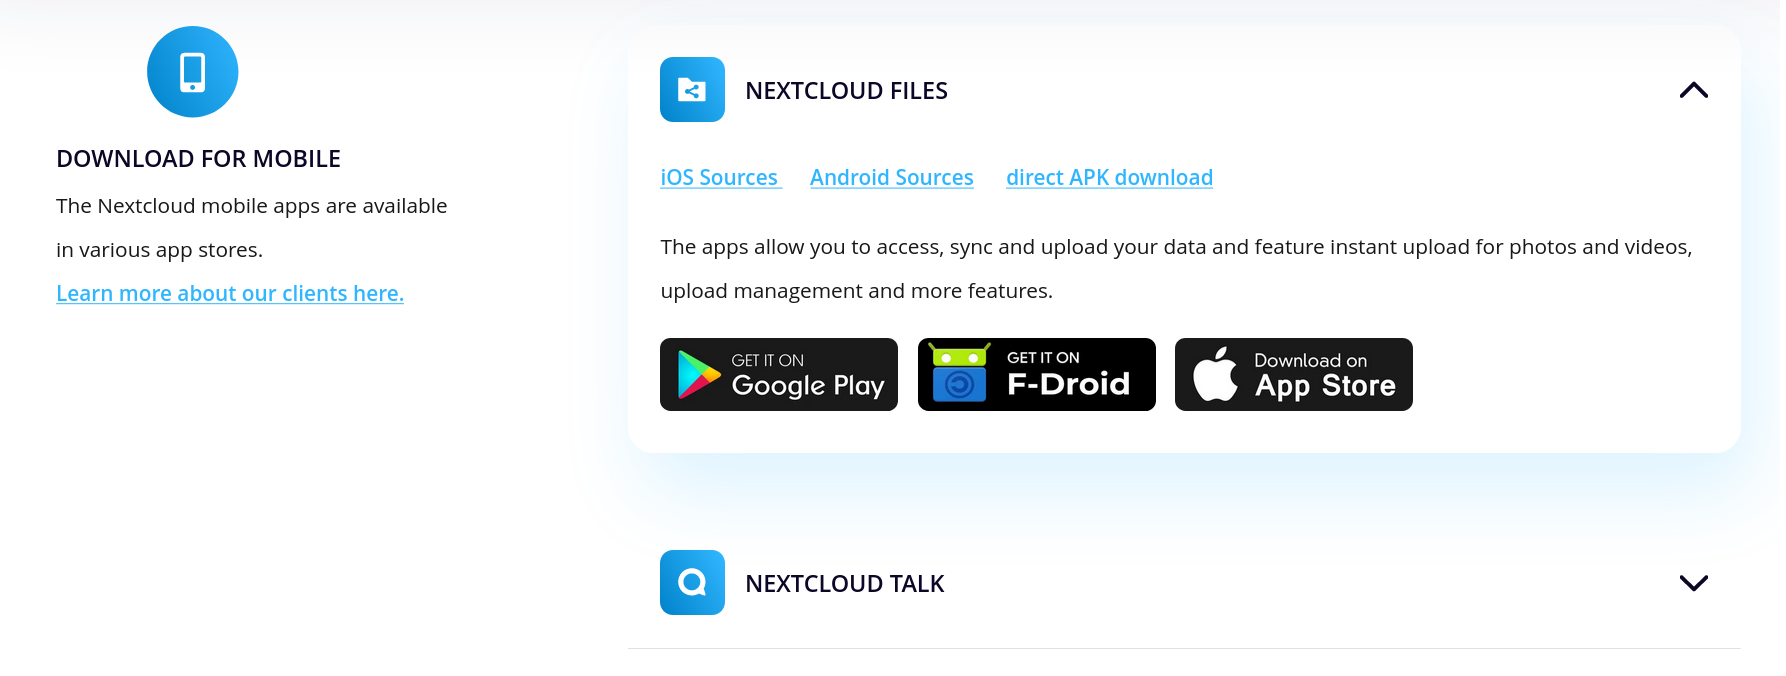 DOWNLOAD FOR MOBILE
The Nextcloud mobile apps are available
in various app stores.
Learn more about our clients here.
NEXTCLOUD FILES
iOS Sources Android Sources direct APK download
The apps allow you to access, sync and upload your data and feature instant upload for photos and videos,
upload management and more features.
GET IT ON
Google Play
GET IT ON
F-Droid
Download on
App Store
NEXTCLOUD TALK